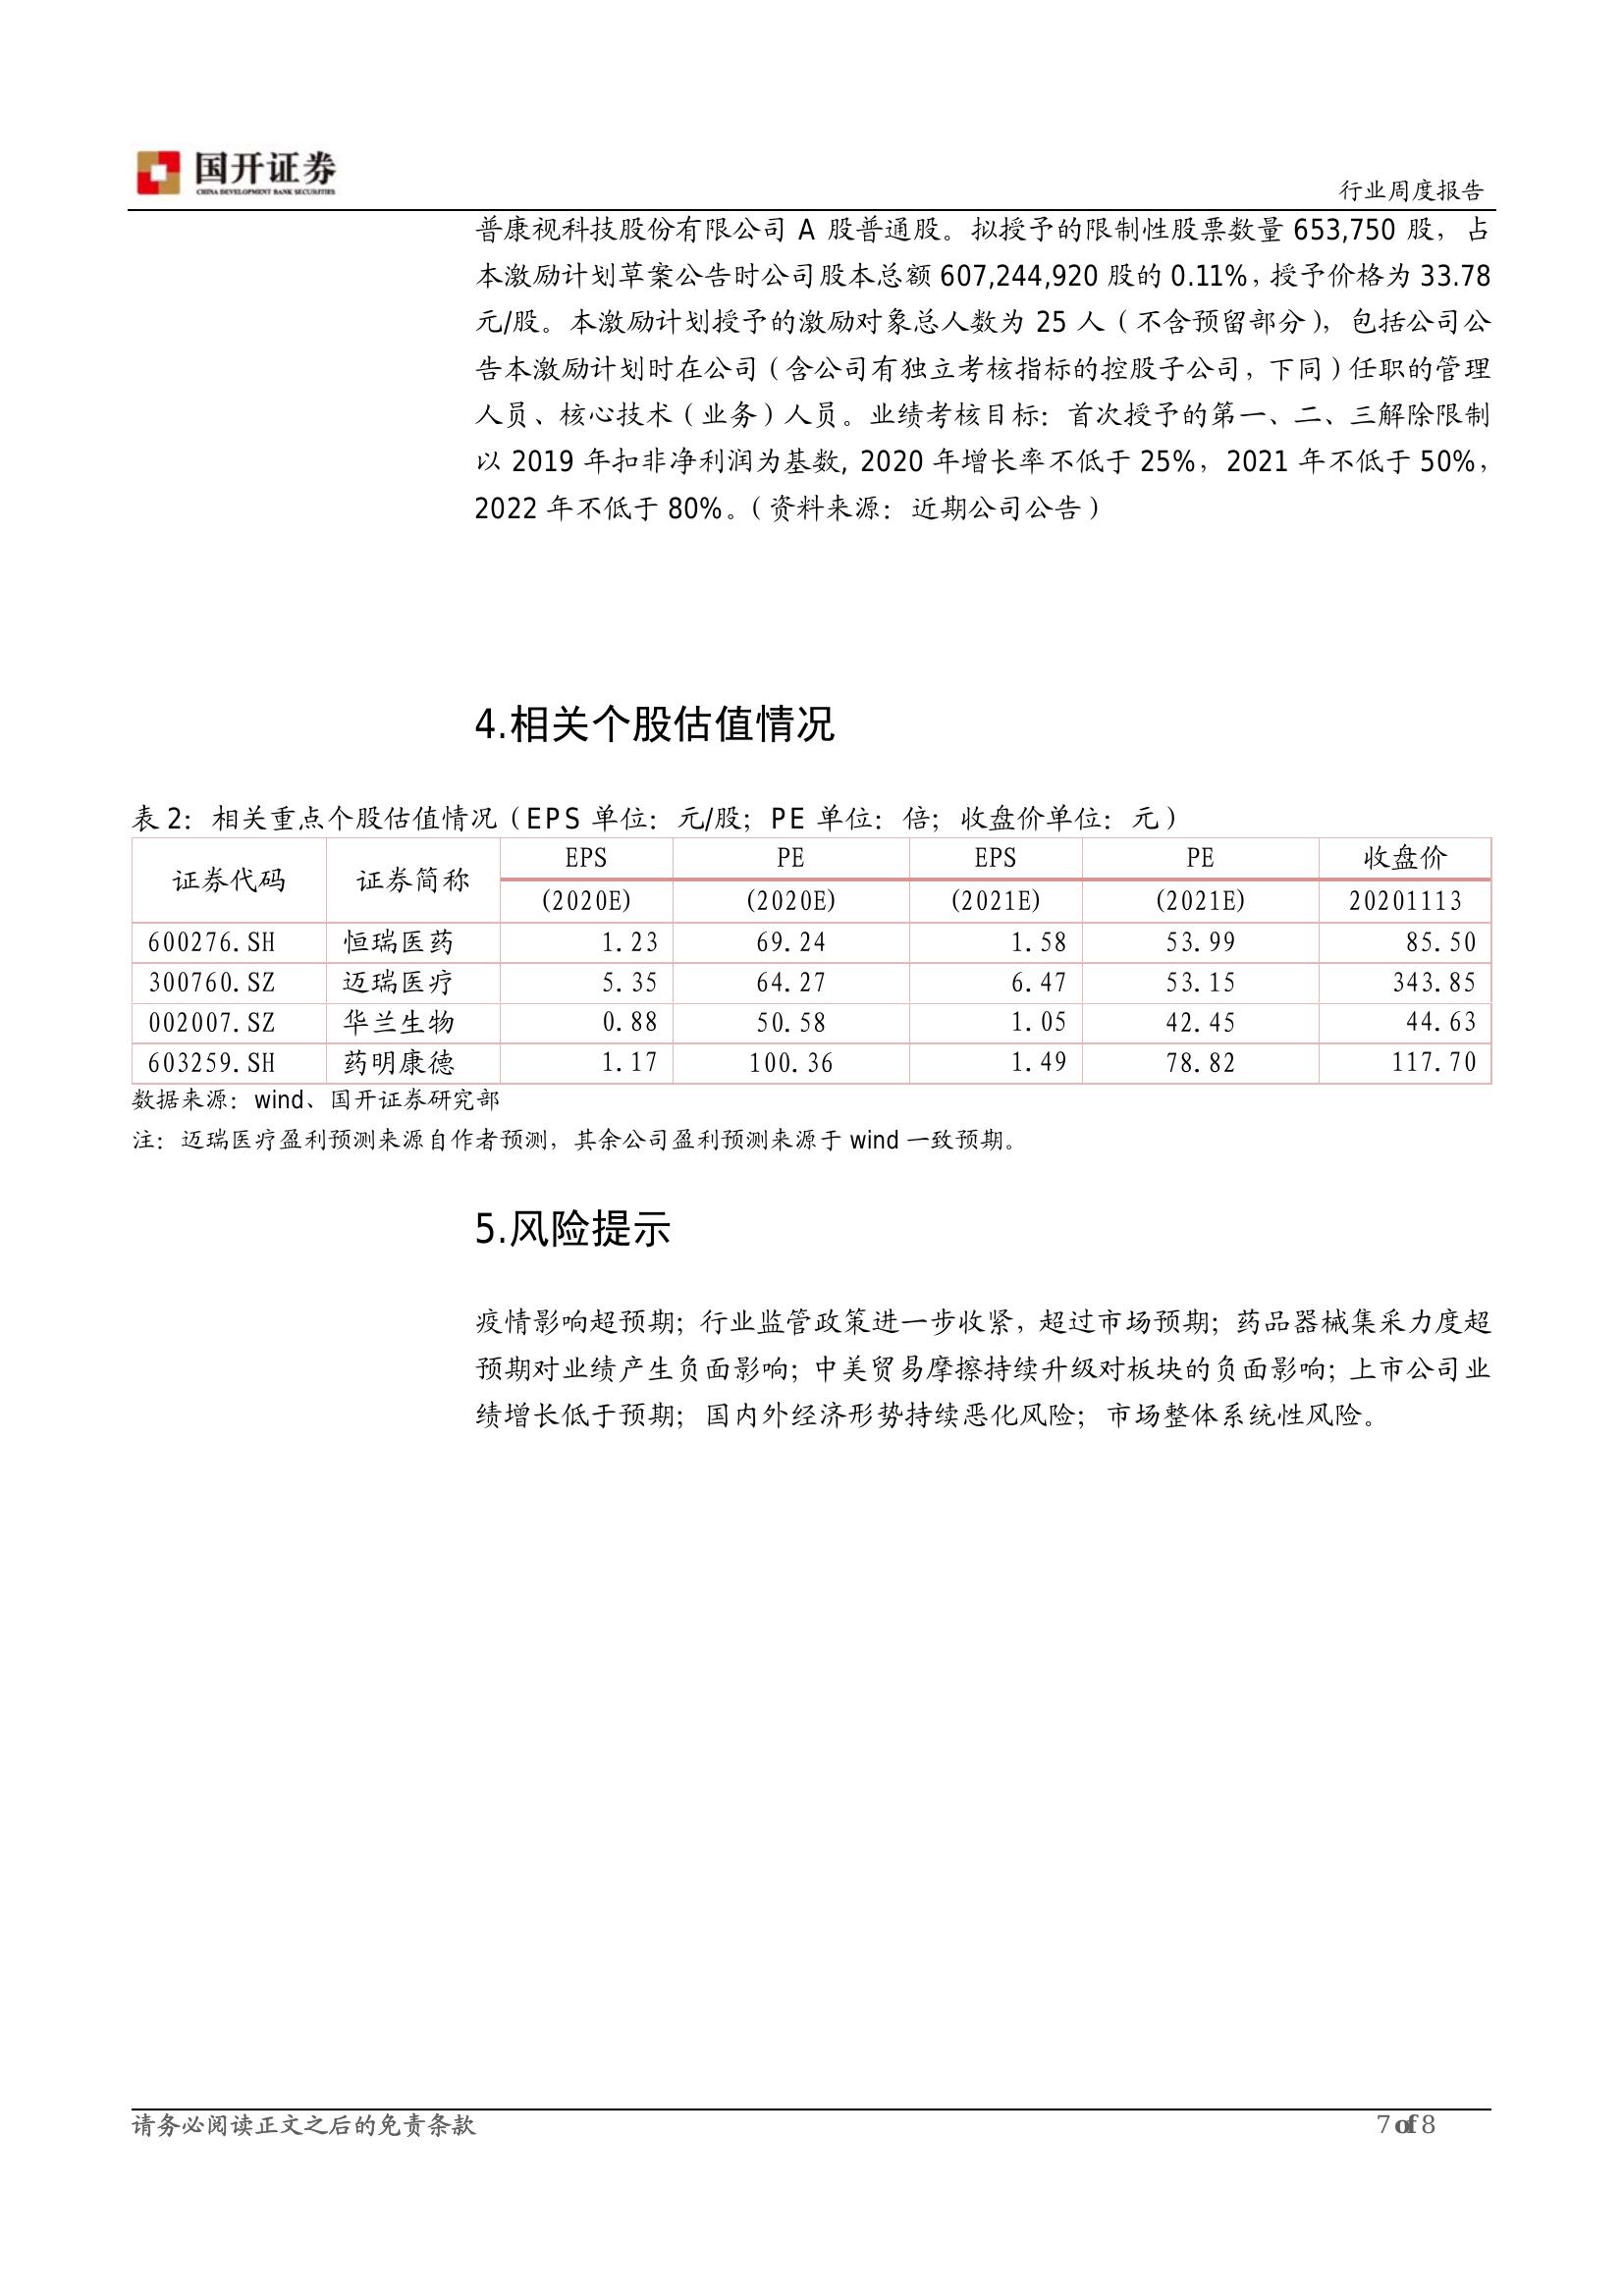 国开证券
CHINA DEVELOPMENT BANK SECURITIES
行业周度报告
普康视科技股份有限公司 A 股普通股。拟授予的限制性股票数量 653,750 股，占
本激励计划草案公告时公司股本总额 607,244,920 股的 0.11%，授予价格为 33.78
元/股。本激励计划授予的激励对象总人数为 25 人（不含预留部分），包括公司公
告本激励计划时在公司（含公司有独立考核指标的控股子公司，下同）任职的管理
人员、核心技术（业务）人员。业绩考核目标：首次授予的第一、二、三解除限制
以 2019 年扣非净利润为基数, 2020 年增长率不低于 25%，2021 年不低于 50%，
2022 年不低于 80%。（资料来源：近期公司公告）
4.相关个股估值情况
表 2：相关重点个股估值情况（EPS 单位：元/股；PE 单位：倍；收盘价单位：元）
证券代码 证券简称 EPS PE EPS PE 收盘价
(2020E) (2020E) (2021E) (2021E) 20201113
600276.SH 恒瑞医药 1.23 69.24 1.58 53.99 85.50
300760.SZ 迈瑞医疗 5.35 64.27 6.47 53.15 343.85
002007.SZ 华兰生物 0.88 50.58 1.05 42.45 44.63
603259.SH 药明康德 1.17 100.36 1.49 78.82 117.70
数据来源：wind、国开证券研究部
注：迈瑞医疗盈利预测来源自作者预测，其余公司盈利预测来源于 wind 一致预期。
5.风险提示
疫情影响超预期；行业监管政策进一步收紧，超过市场预期；药品器械集采力度超
预期对业绩产生负面影响；中美贸易摩擦持续升级对板块的负面影响；上市公司业
绩增长低于预期；国内外经济形势持续恶化风险；市场整体系统性风险。
请务必阅读正文之后的免责条款
7 of 8